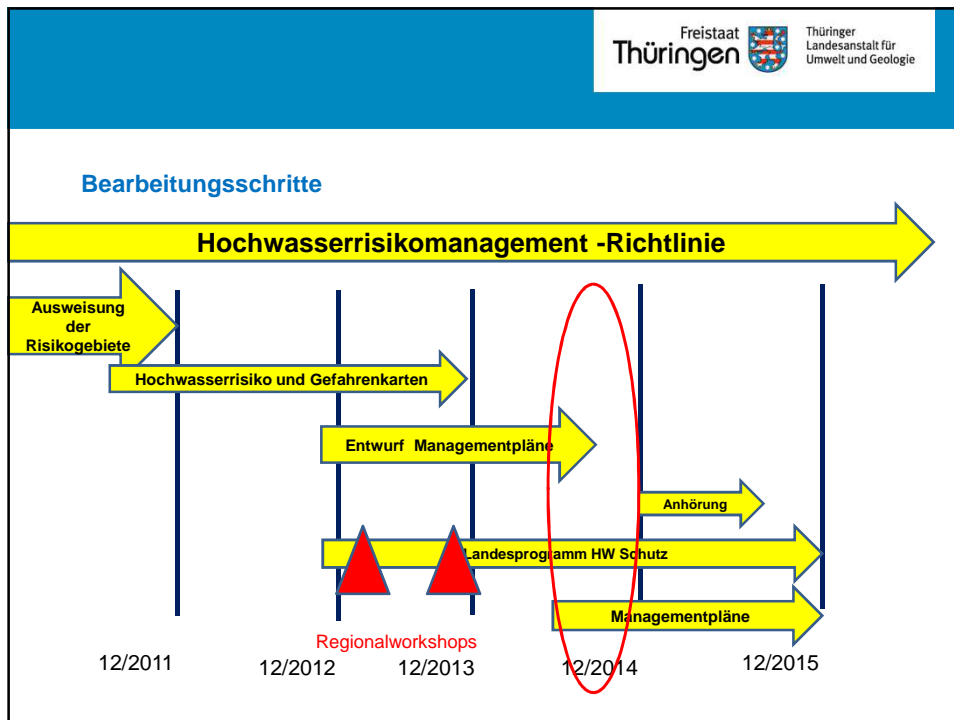 Freistaat
Thüringen
Thüringer
Landesanstalt für
Umwelt und Geologie
Bearbeitungsschritte
Hochwasserrisikomanagement -Richtlinie
Ausweisung
der
Risikogebiete
Hochwasserrisiko und Gefahrenkarten
Entwurf Managementpläne
Anhörung
Landesprogramm HW Schutz
Managementpläne
Regionalworkshops
12/2011
12/2012
12/2013
12/2014
12/2015